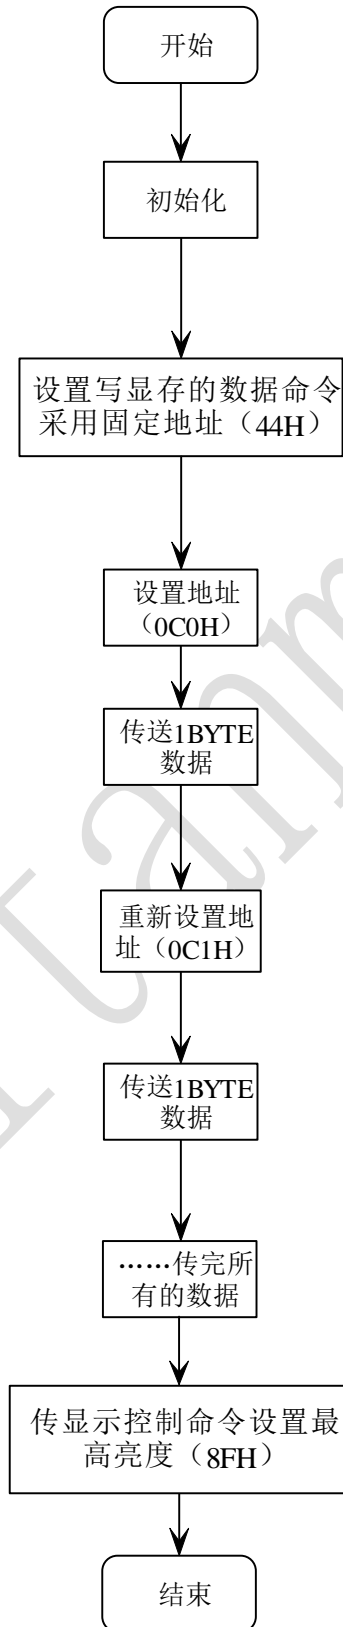 开始
初始化
设置写显存的数据命令
采用固定地址（44H）
设置地址
（0C0H）
传送1BYTE
数据
重新设置地
址（0C1H）
传送1BYTE
数据
……传完所
有的数据
传显示控制命令设置最
高亮度（8FH）
结束